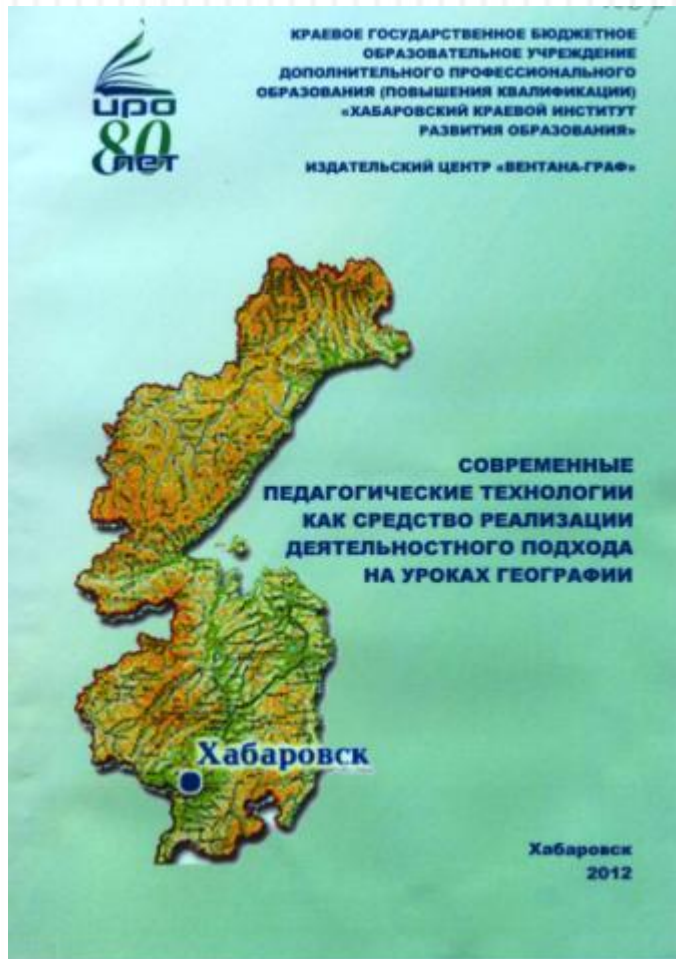 КРАЕВОЕ ГОСУДАРСТВЕННОЕ БЮДЖЕТНОЕ
ОБРАЗОВАТЕЛЬНОЕ УЧРЕЖДЕНИЕ
ДОПОЛНИТЕЛЬНОГО ПРОФЕССИОНАЛЬНОГО
ОБРАЗОВАНИЯ (ПОВЫШЕНИЯ КВАЛИФИКАЦИИ)
«ХАБАРОВСКИЙ КРАЕВОЙ ИНСТИТУТ
РАЗВИТИЯ ОБРАЗОВАНИЯ»
ИЗДАТЕЛЬСКИЙ ЦЕНТР «ВЕНТАНА-ГРАФ»
ИРО
80
ЛЕТ
СОВРЕМЕННЫЕ
ПЕДАГОГИЧЕСКИЕ ТЕХНОЛОГИИ
КАК СРЕДСТВО РЕАЛИЗАЦИИ
ДЕЯТЕЛЬНОСТНОГО ПОДХОДА
НА УРОКАХ ГЕОГРАФИИ
Хабаровск
Хабаровск
2012